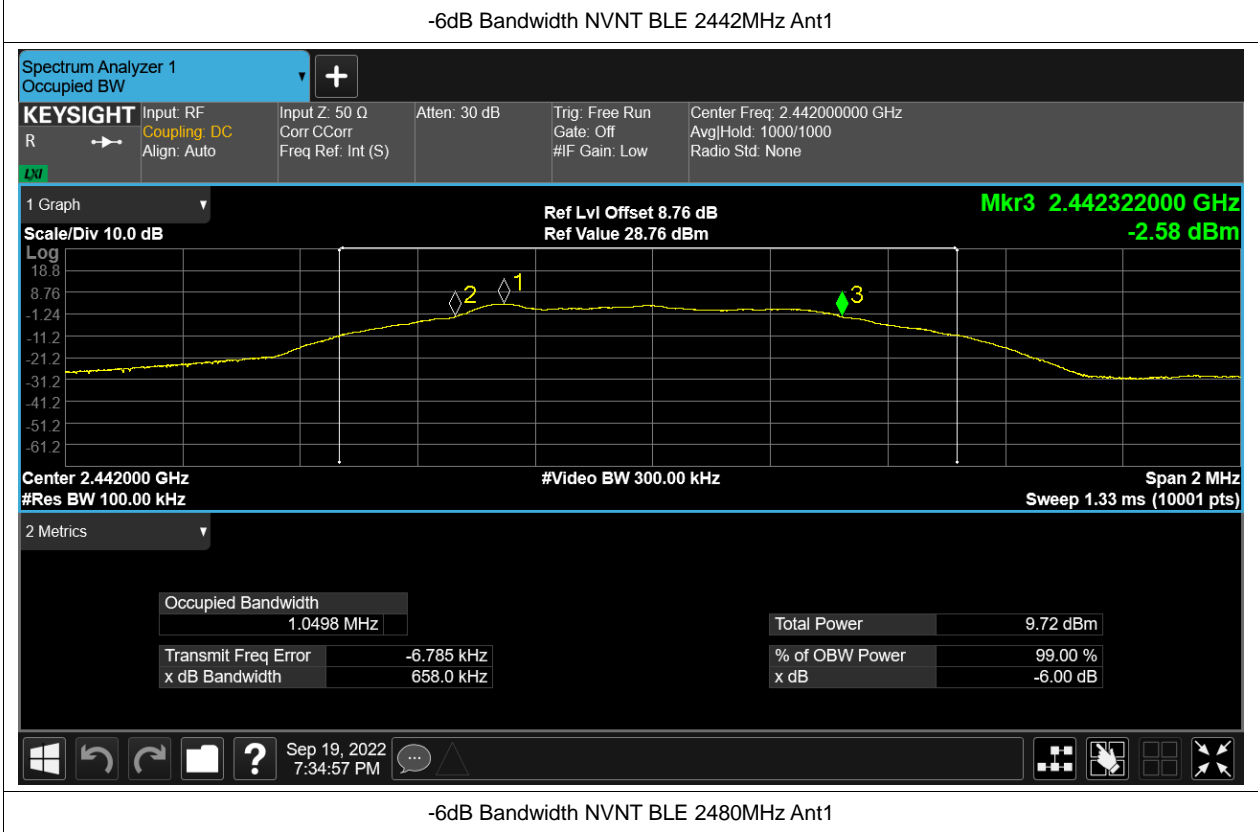 -6dB Bandwidth NVNT BLE 2442MHz Ant1
Spectrum Analyzer 1
Occupied BW
KEYSIGHT
R
LXI
Input: RF
Coupling: DC
Align: Auto
Input Z: 50 Ω
Corr CCorr
Freq Ref: Int (S)
Atten: 30 dB
Trig: Free Run
Gate: Off
#IF Gain: Low
Center Freq: 2.442000000 GHz
Avg|Hold: 1000/1000
Radio Std: None
1 Graph
Scale/Div 10.0 dB
Ref Lvl Offset 8.76 dB
Ref Value 28.76 dBm
Mkr3 2.442322000 GHz
-2.58 dBm
Log
18.8
8.76
-1.24
-11.2
-21.2
-31.2
-41.2
-51.2
-61.2
2
1
3
Center 2.442000 GHz
#Res BW 100.00 kHz
#Video BW 300.00 kHz
Span 2 MHz
Sweep 1.33 ms (10001 pts)
2 Metrics
Occupied Bandwidth
1.0498 MHz
Transmit Freq Error -6.785 kHz
x dB Bandwidth 658.0 kHz
Total Power 9.72 dBm
% of OBW Power 99.00 %
x dB -6.00 dB
?
Sep 19, 2022
7:34:57 PM
-6dB Bandwidth NVNT BLE 2480MHz Ant1